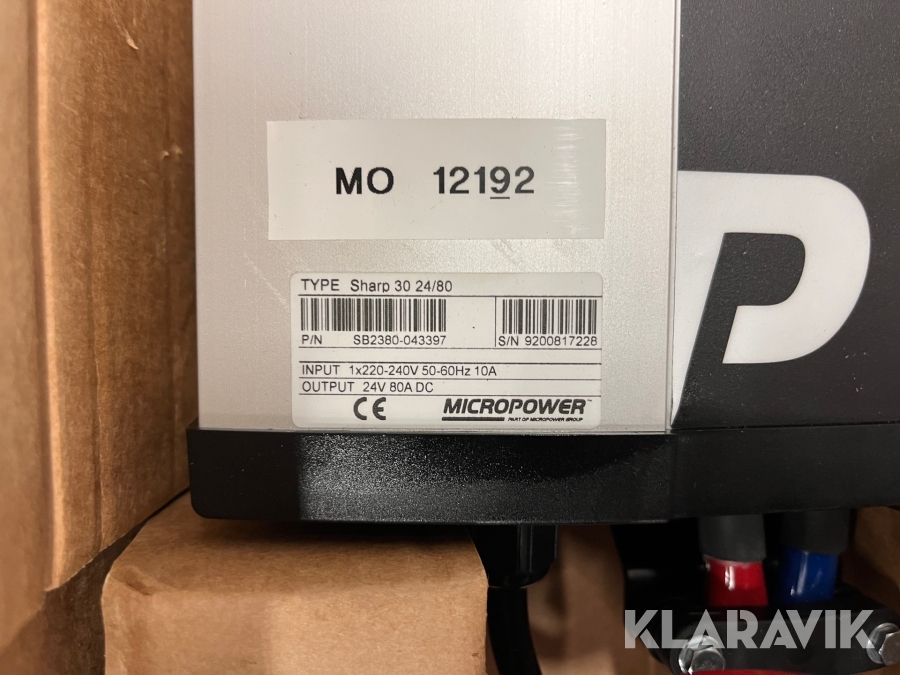 MO 12192
TYPE Sharp 30 24/80
P/N SB2380-043397
S/N 9200817228
INPUT 1x220-240V 50-60Hz 10A
OUTPUT 24V 80A DC
CE MICROPOWER™
PART OF MICROPOWER GROUP
P
KLARAVIK